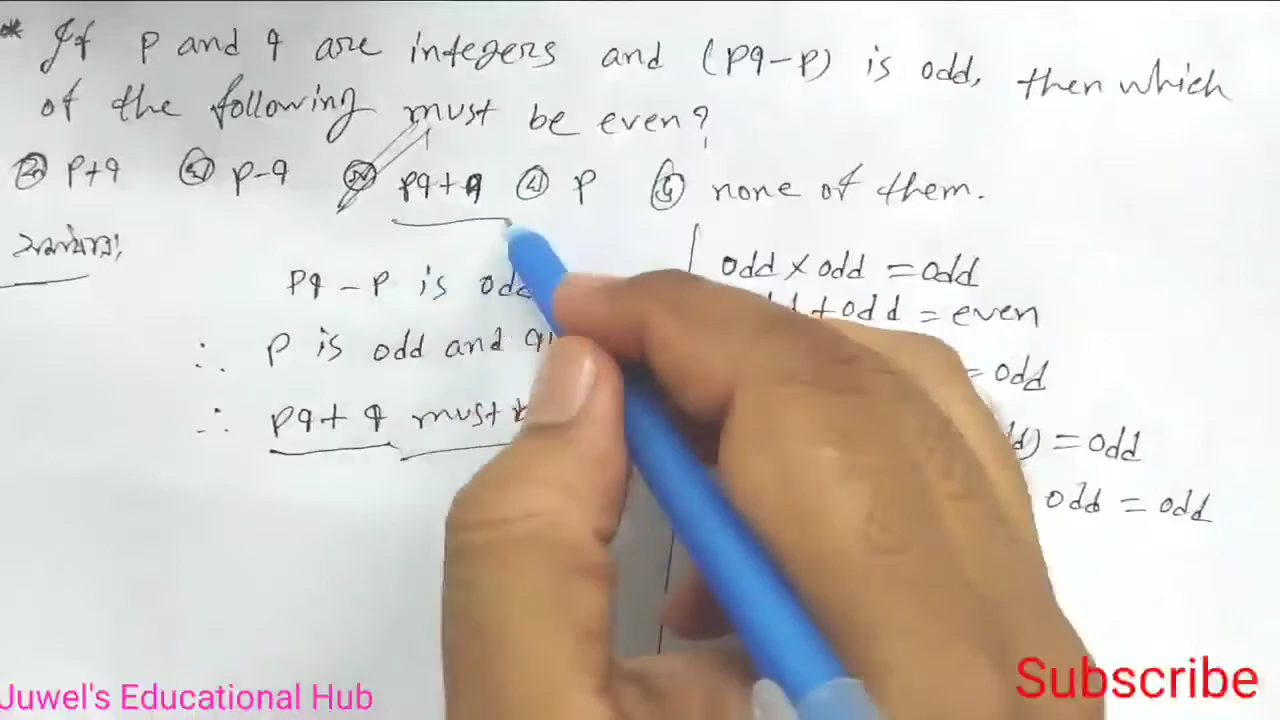 * If p and q are integers and (pq-p) is odd, then which
of the following must be even?
p+q p-q pq+q p none of them.
সমাধান:
pq - p is odd
∴ p is odd and q
∴ pq + q must
odd × odd = odd
+ odd = even
= odd
= odd
odd = odd
Juwel's Educational Hub
Subscribe